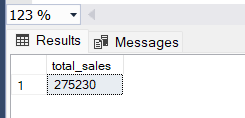 123 %
Results Messages
total_sales
1 275230